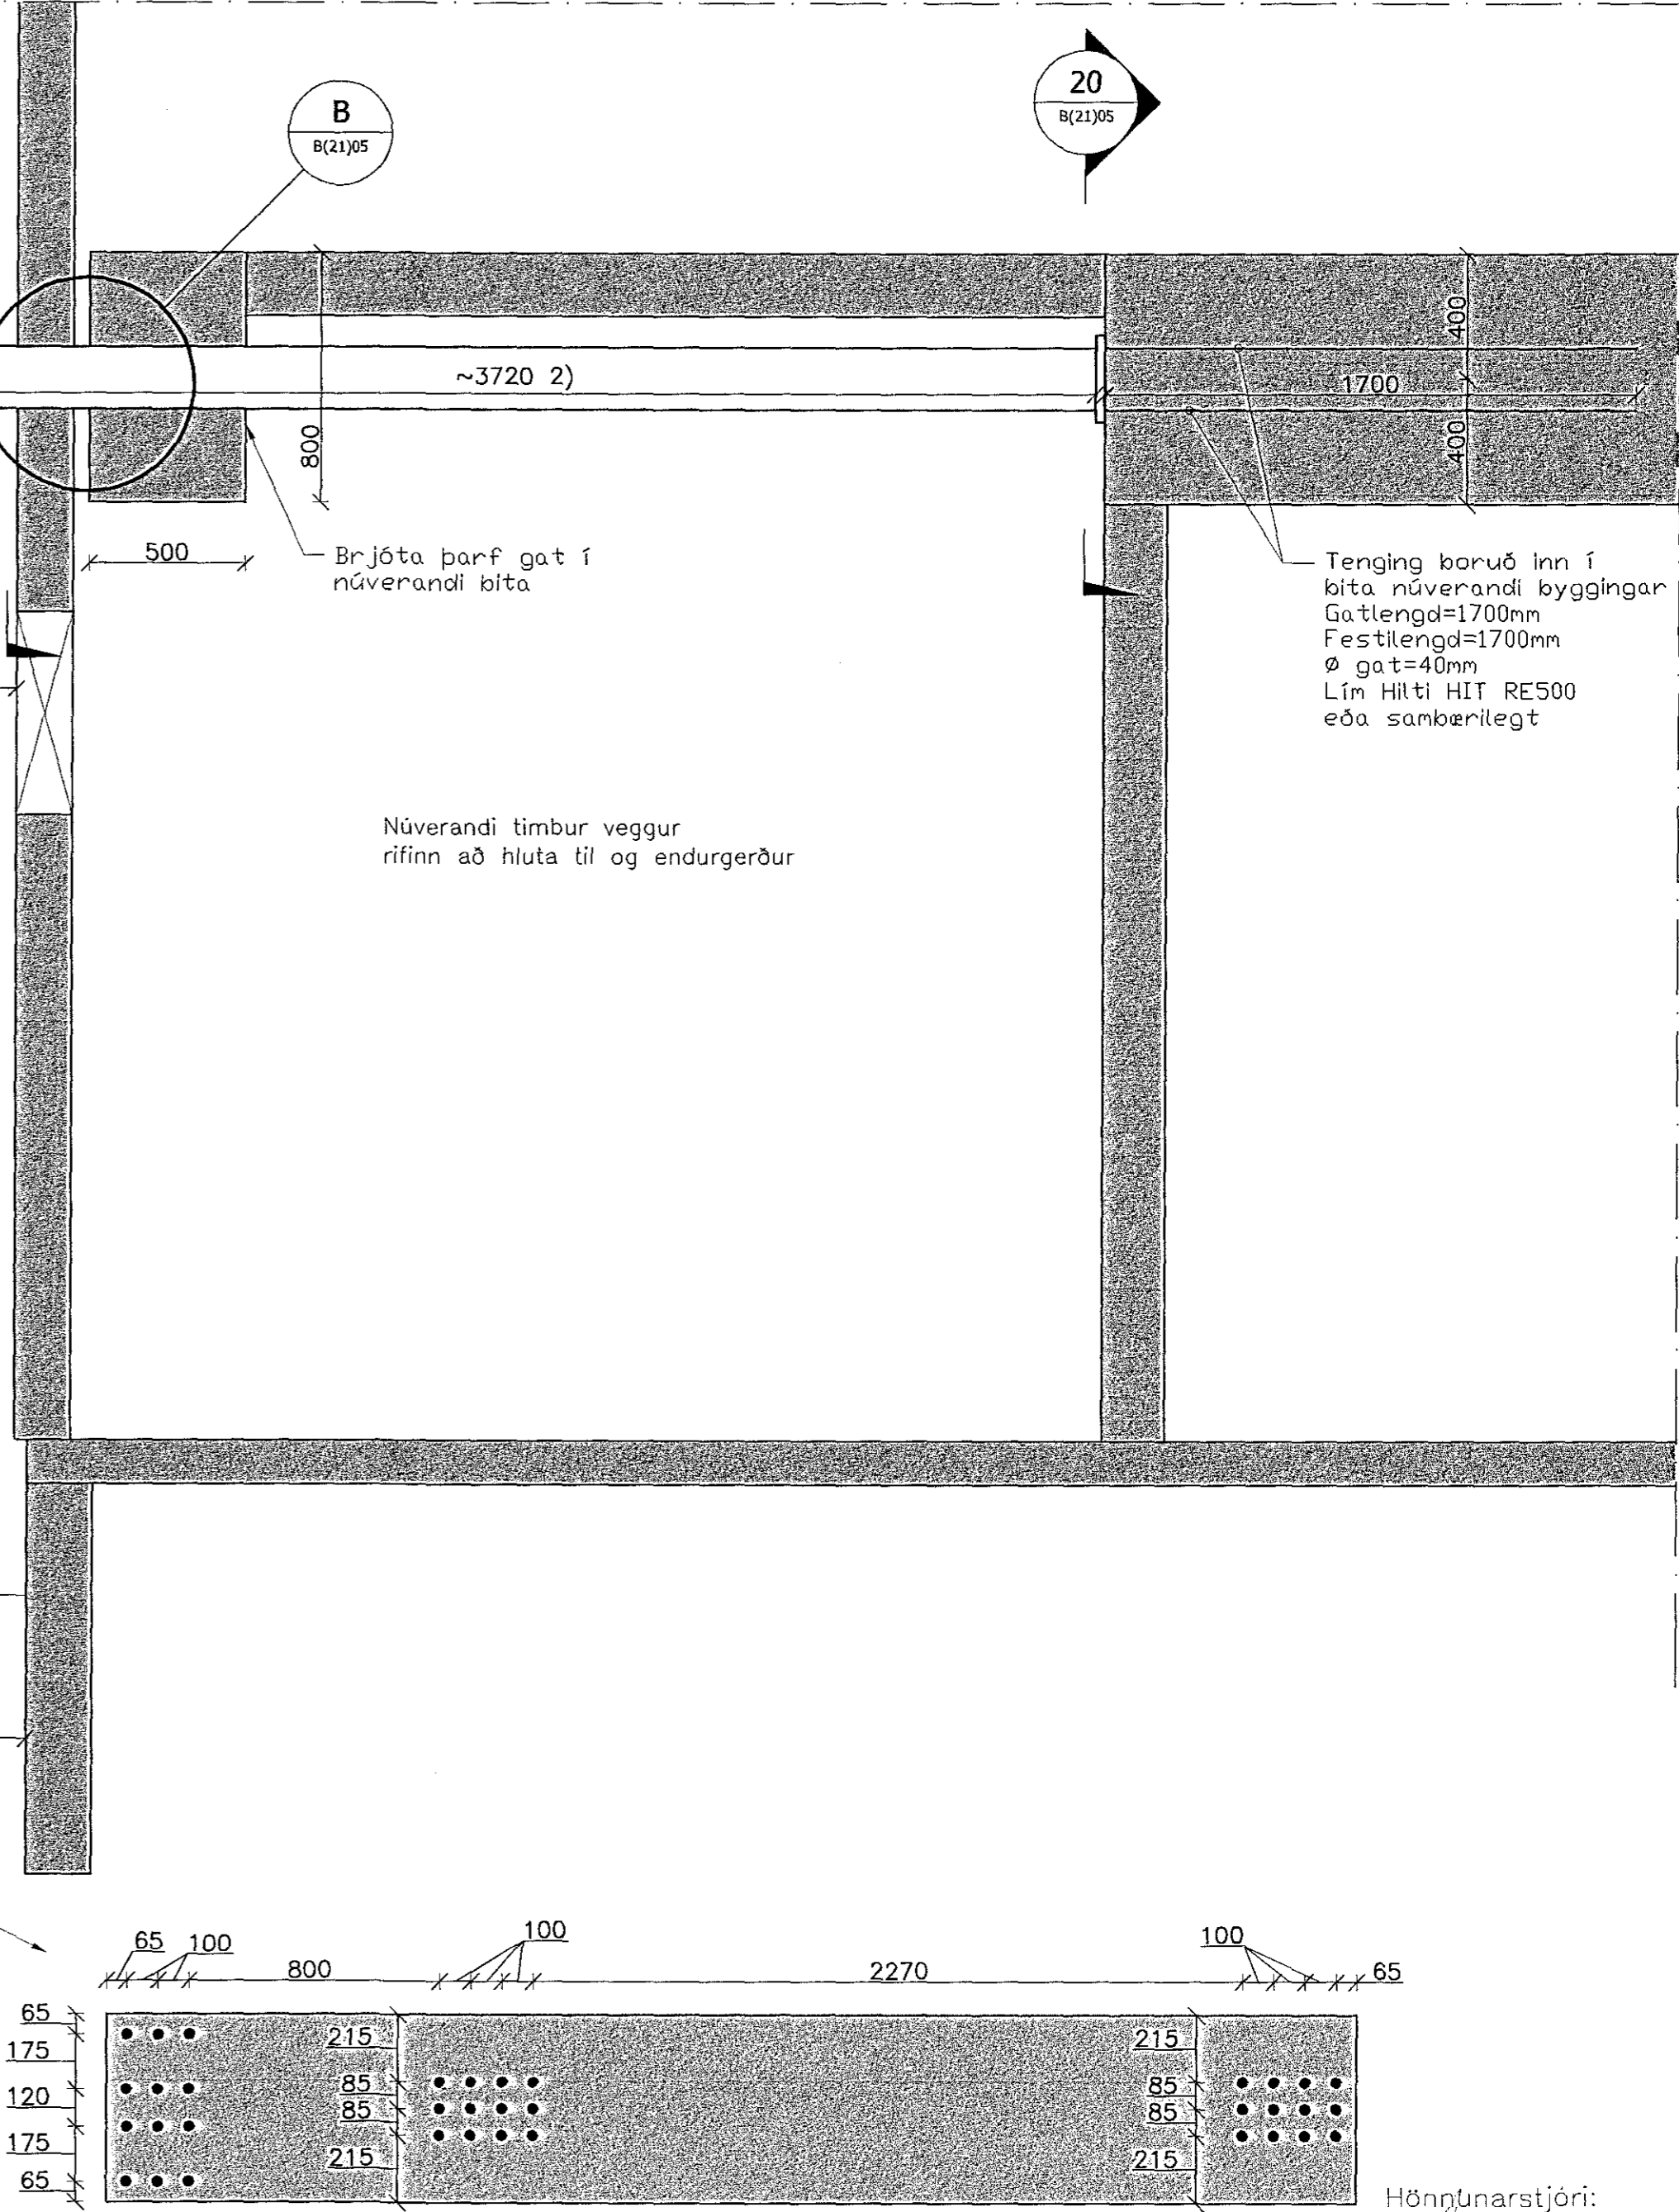 B
B(21)05
20
B(21)05
~3720 2)
800
400
1700
400
500
Brjóta þarf gat í
núverandi bita
Tenging boruð inn í
bita núverandi byggingar
Gatlengd=1700mm
Festilengd=1700mm
Ø gat=40mm
Lím Hilti HIT RE500
eða sambærilegt
Núverandi timbur veggur
rifinn að hluta til og endurgerður
65 100 800 100 2270 100 65
65
175
120
175
65
215
85
85
215
215
85
85
215
Hönnunarstjóri: